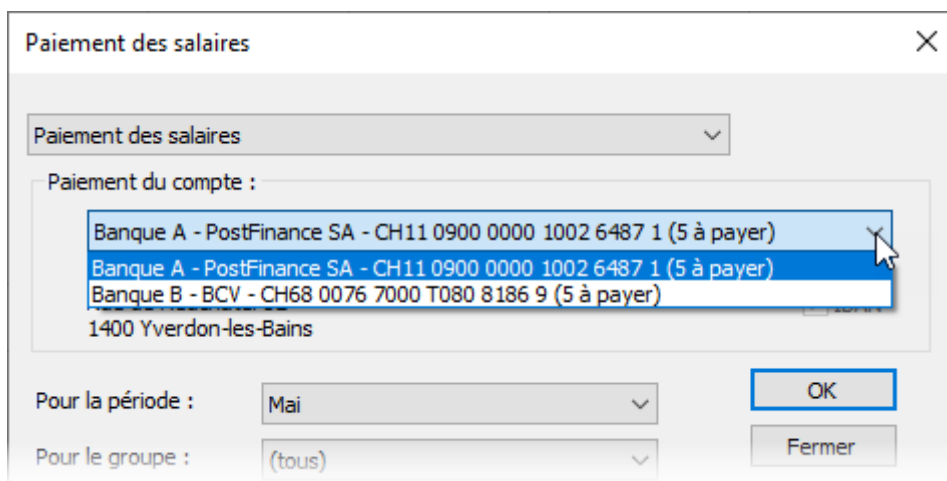 Paiement des salaires
Paiement des salaires
Paiement du compte :
Banque A - PostFinance SA - CH11 0900 0000 1002 6487 1 (5 à payer)
Banque A - PostFinance SA - CH11 0900 0000 1002 6487 1 (5 à payer)
Banque B - BCV - CH68 0076 7000 T080 8186 9 (5 à payer)
1400 Yverdon-les-Bains
Pour la période : Mai OK
Pour le groupe : (tous) Fermer